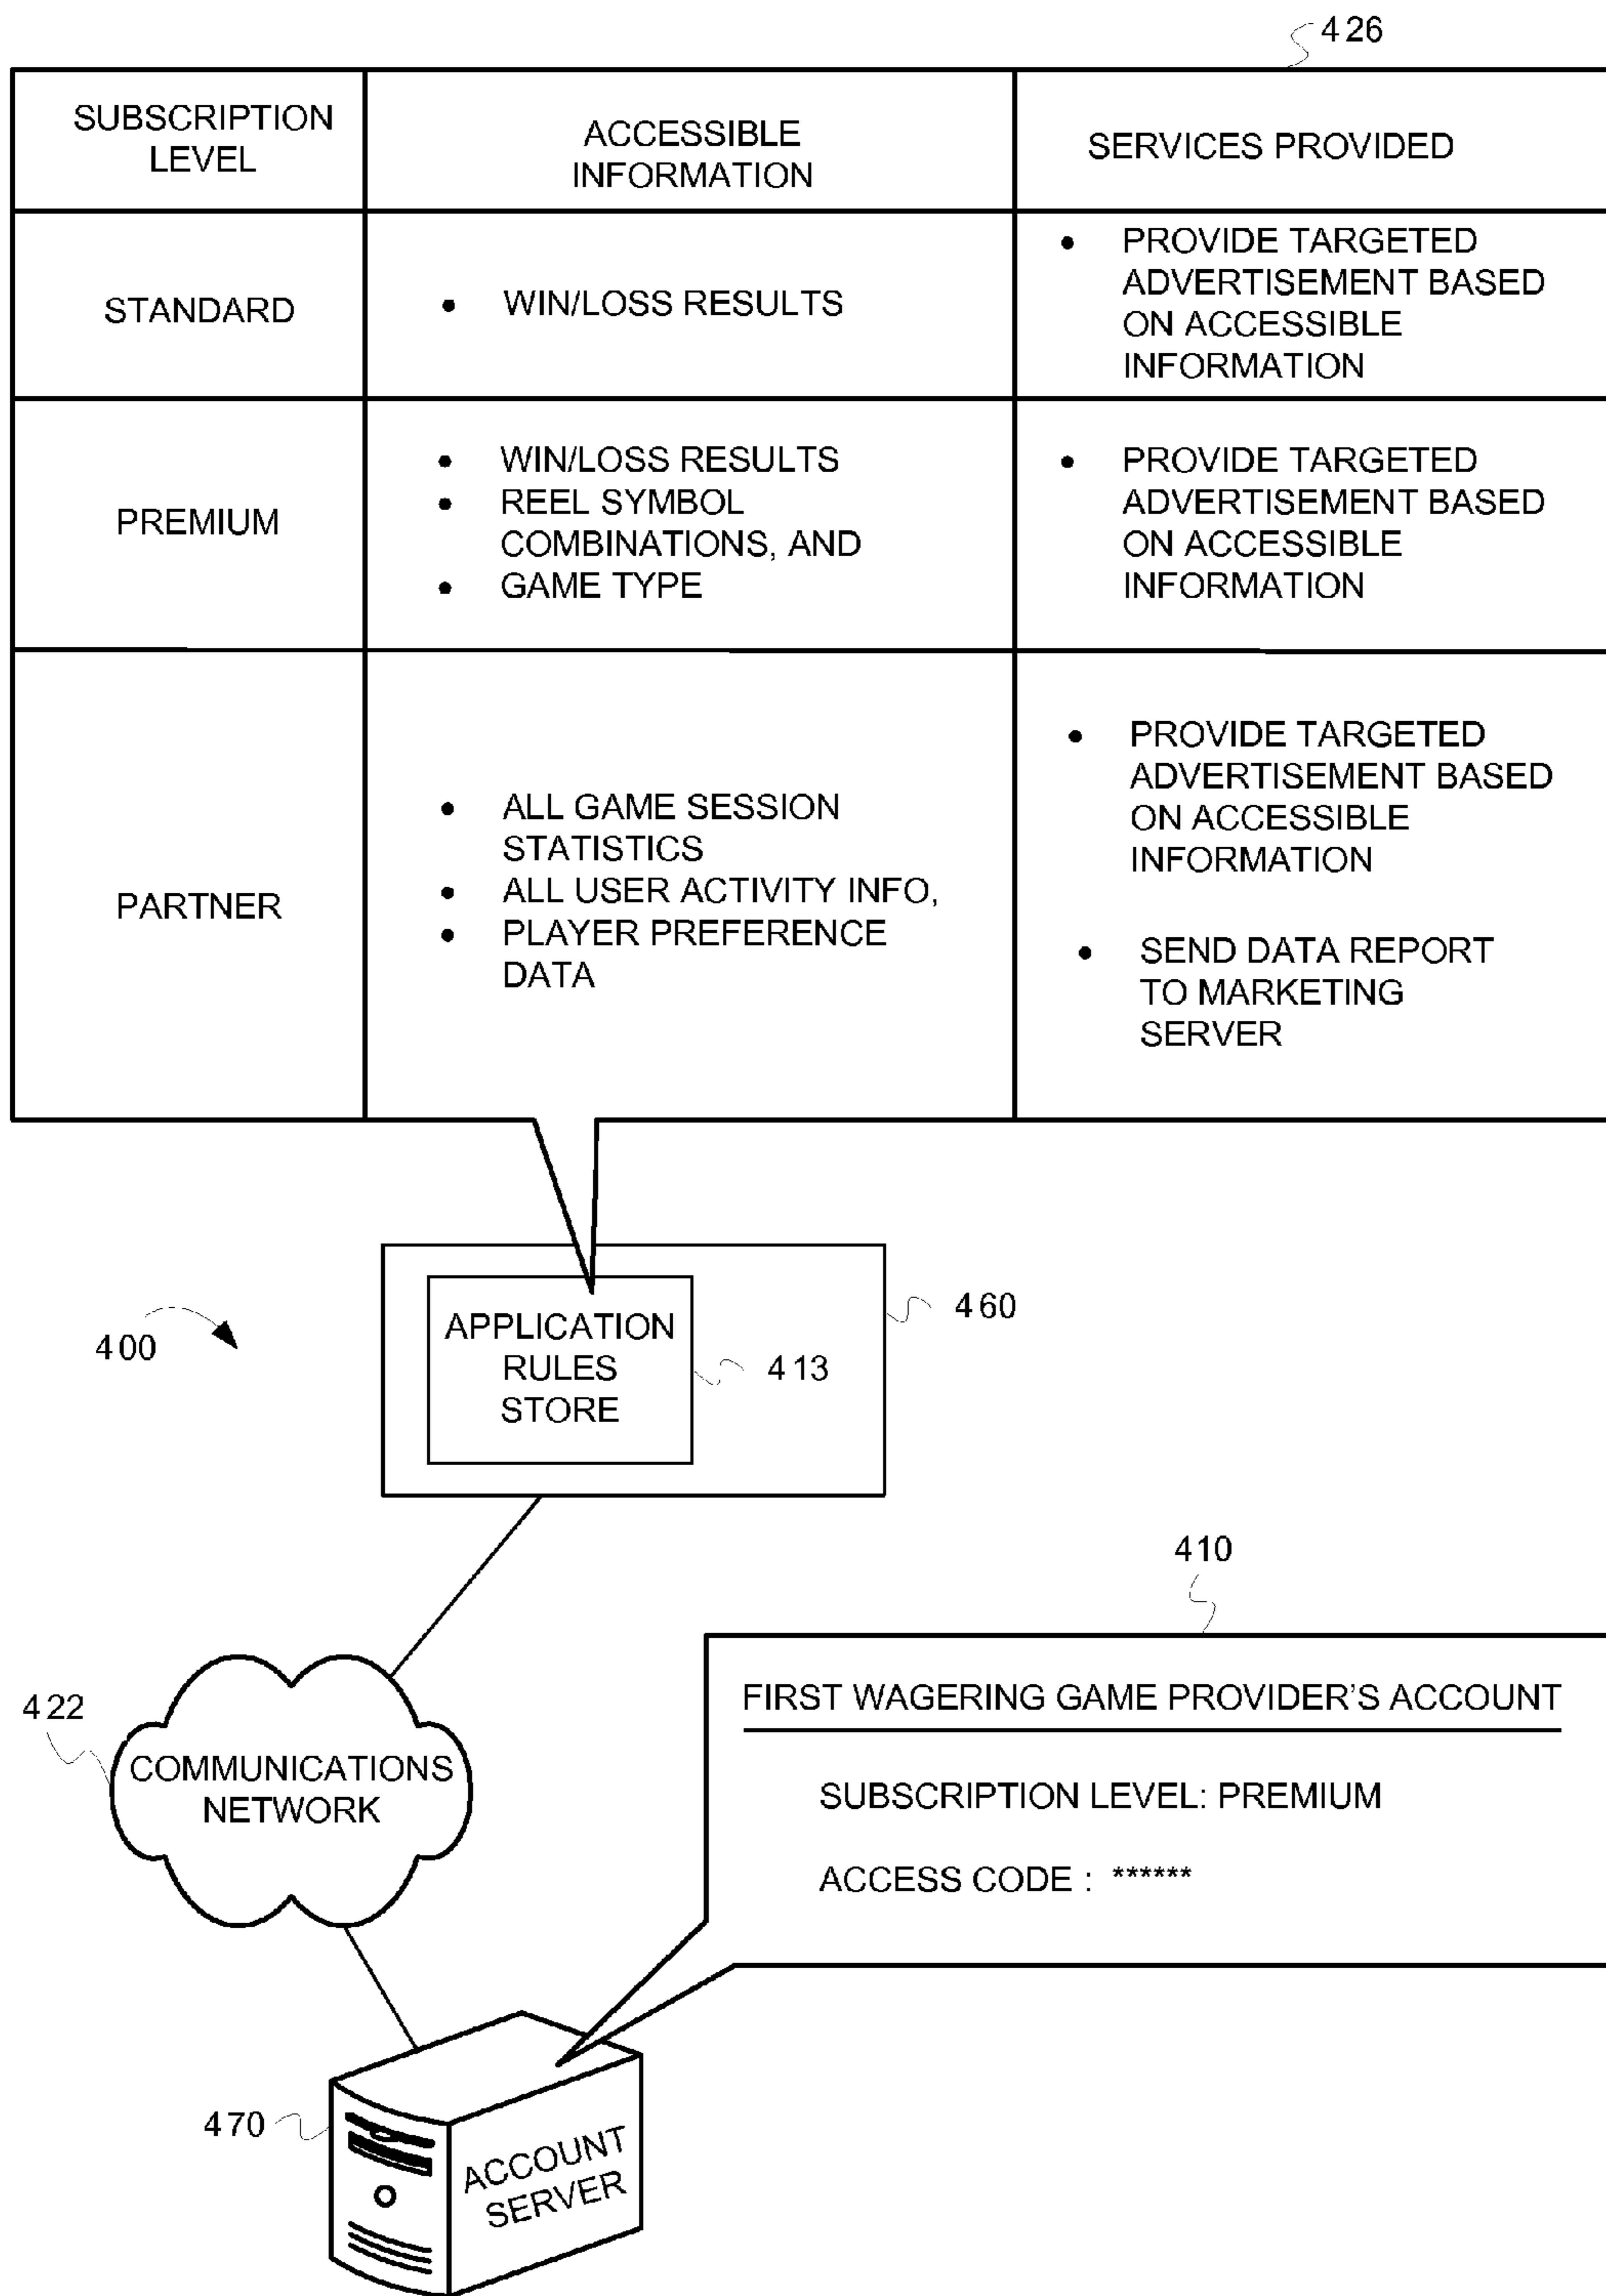 426
SUBSCRIPTION
LEVEL
ACCESSIBLE
INFORMATION
SERVICES PROVIDED
STANDARD
• WIN/LOSS RESULTS
• PROVIDE TARGETED
ADVERTISEMENT BASED
ON ACCESSIBLE
INFORMATION
PREMIUM
• WIN/LOSS RESULTS
• REEL SYMBOL
COMBINATIONS, AND
• GAME TYPE
• PROVIDE TARGETED
ADVERTISEMENT BASED
ON ACCESSIBLE
INFORMATION
PARTNER
• ALL GAME SESSION
STATISTICS
• ALL USER ACTIVITY INFO,
• PLAYER PREFERENCE
DATA
• PROVIDE TARGETED
ADVERTISEMENT BASED
ON ACCESSIBLE
INFORMATION
• SEND DATA REPORT
TO MARKETING
SERVER
400
APPLICATION
RULES
STORE
413
460
410
422
COMMUNICATIONS
NETWORK
FIRST WAGERING GAME PROVIDER'S ACCOUNT
SUBSCRIPTION LEVEL: PREMIUM
ACCESS CODE : ******
470
ACCOUNT
SERVER